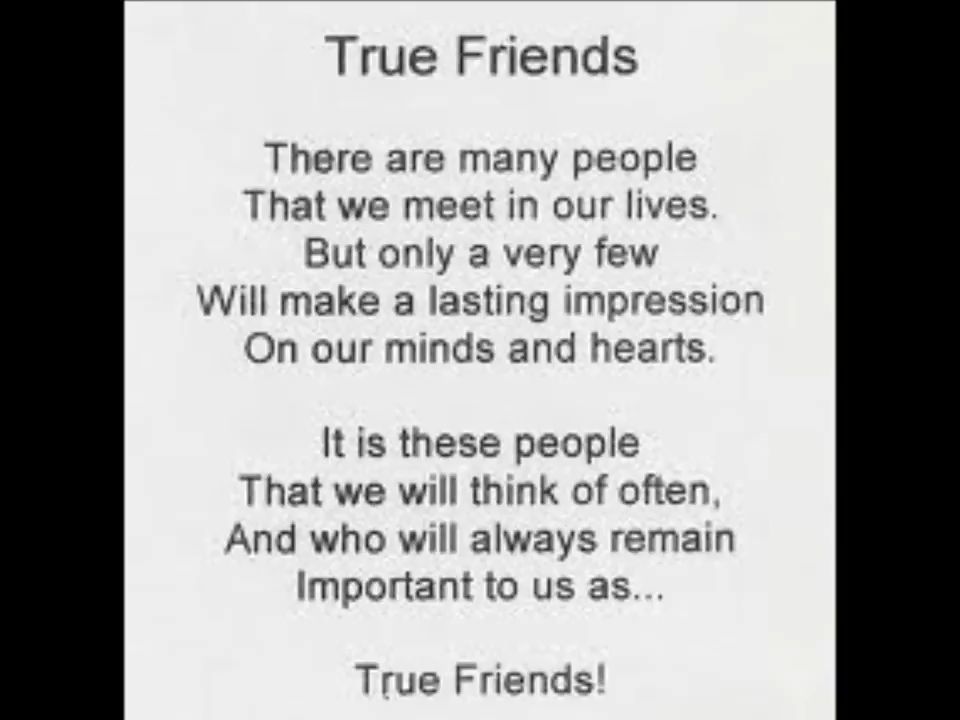 True Friends
There are many people
That we meet in our lives.
But only a very few
Will make a lasting impression
On our minds and hearts.
It is these people
That we will think of often,
And who will always remain
Important to us as...
True Friends!